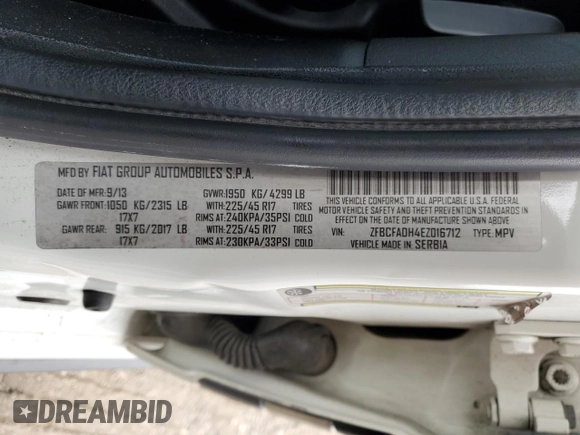 MFD BY FIAT GROUP AUTOMOBILES S.P.A.
DATE OF MFR:9/13 GVWR:1950 KG/4299 LB
GAWR FRONT:1050 KG/2315 LB WITH:225/45 R17 TIRES
17X7 RIMS AT:240KPA/35PSI COLD
GAWR REAR: 915 KG/2017 LB WITH:225/45 R17 TIRES
17X7 RIMS AT:230KPA/33PSI COLD
THIS VEHICLE CONFORMS TO ALL APPLICABLE U.S.A. FEDERAL
MOTOR VEHICLE SAFETY AND THEFT PREVENTION STANDARDS IN
EFFECT ON THE DATE OF MANUFACTURE SHOWN ABOVE.
VIN: ZFBCFADH4EZ016712 TYPE: MPV
VEHICLE MADE IN SERBIA
DREAMBID